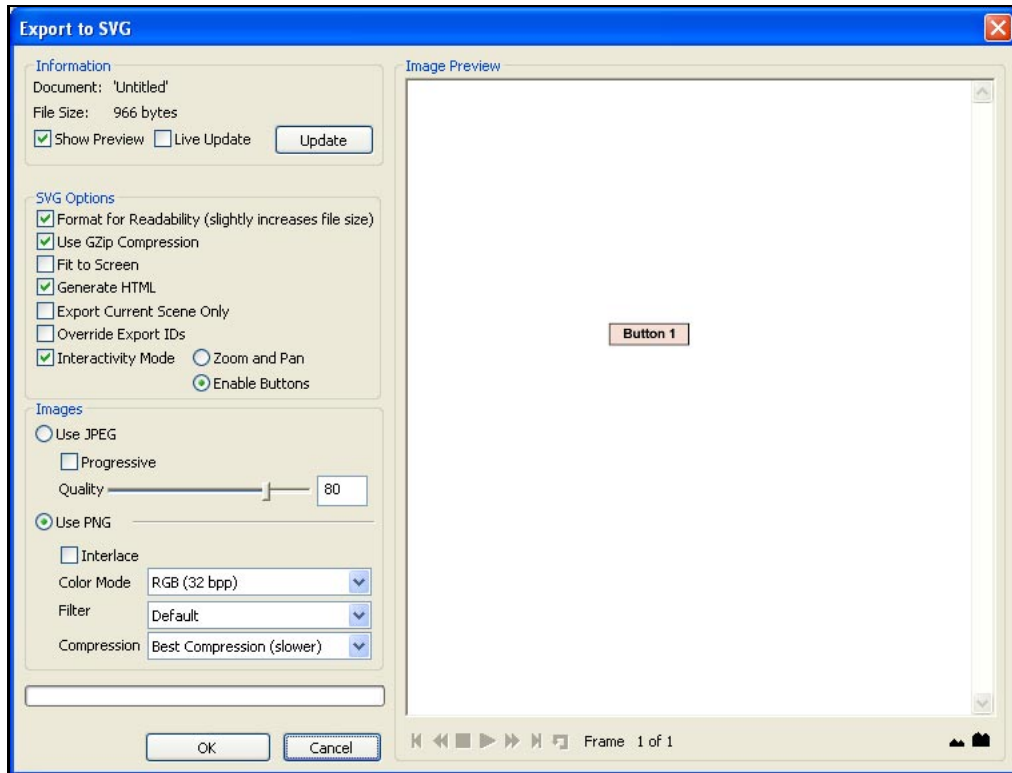 Export to SVG
Information
Document: 'Untitled'
File Size: 966 bytes
Show Preview Live Update Update
SVG Options
Format for Readability (slightly increases file size)
Use GZip Compression
Fit to Screen
Generate HTML
Export Current Scene Only
Override Export IDs
Interactivity Mode Zoom and Pan
Enable Buttons
Images
Use JPEG
Progressive
Quality 80
Use PNG
Interlace
Color Mode RGB (32 bpp)
Filter Default
Compression Best Compression (slower)
OK Cancel
Image Preview
Button 1
Frame 1 of 1